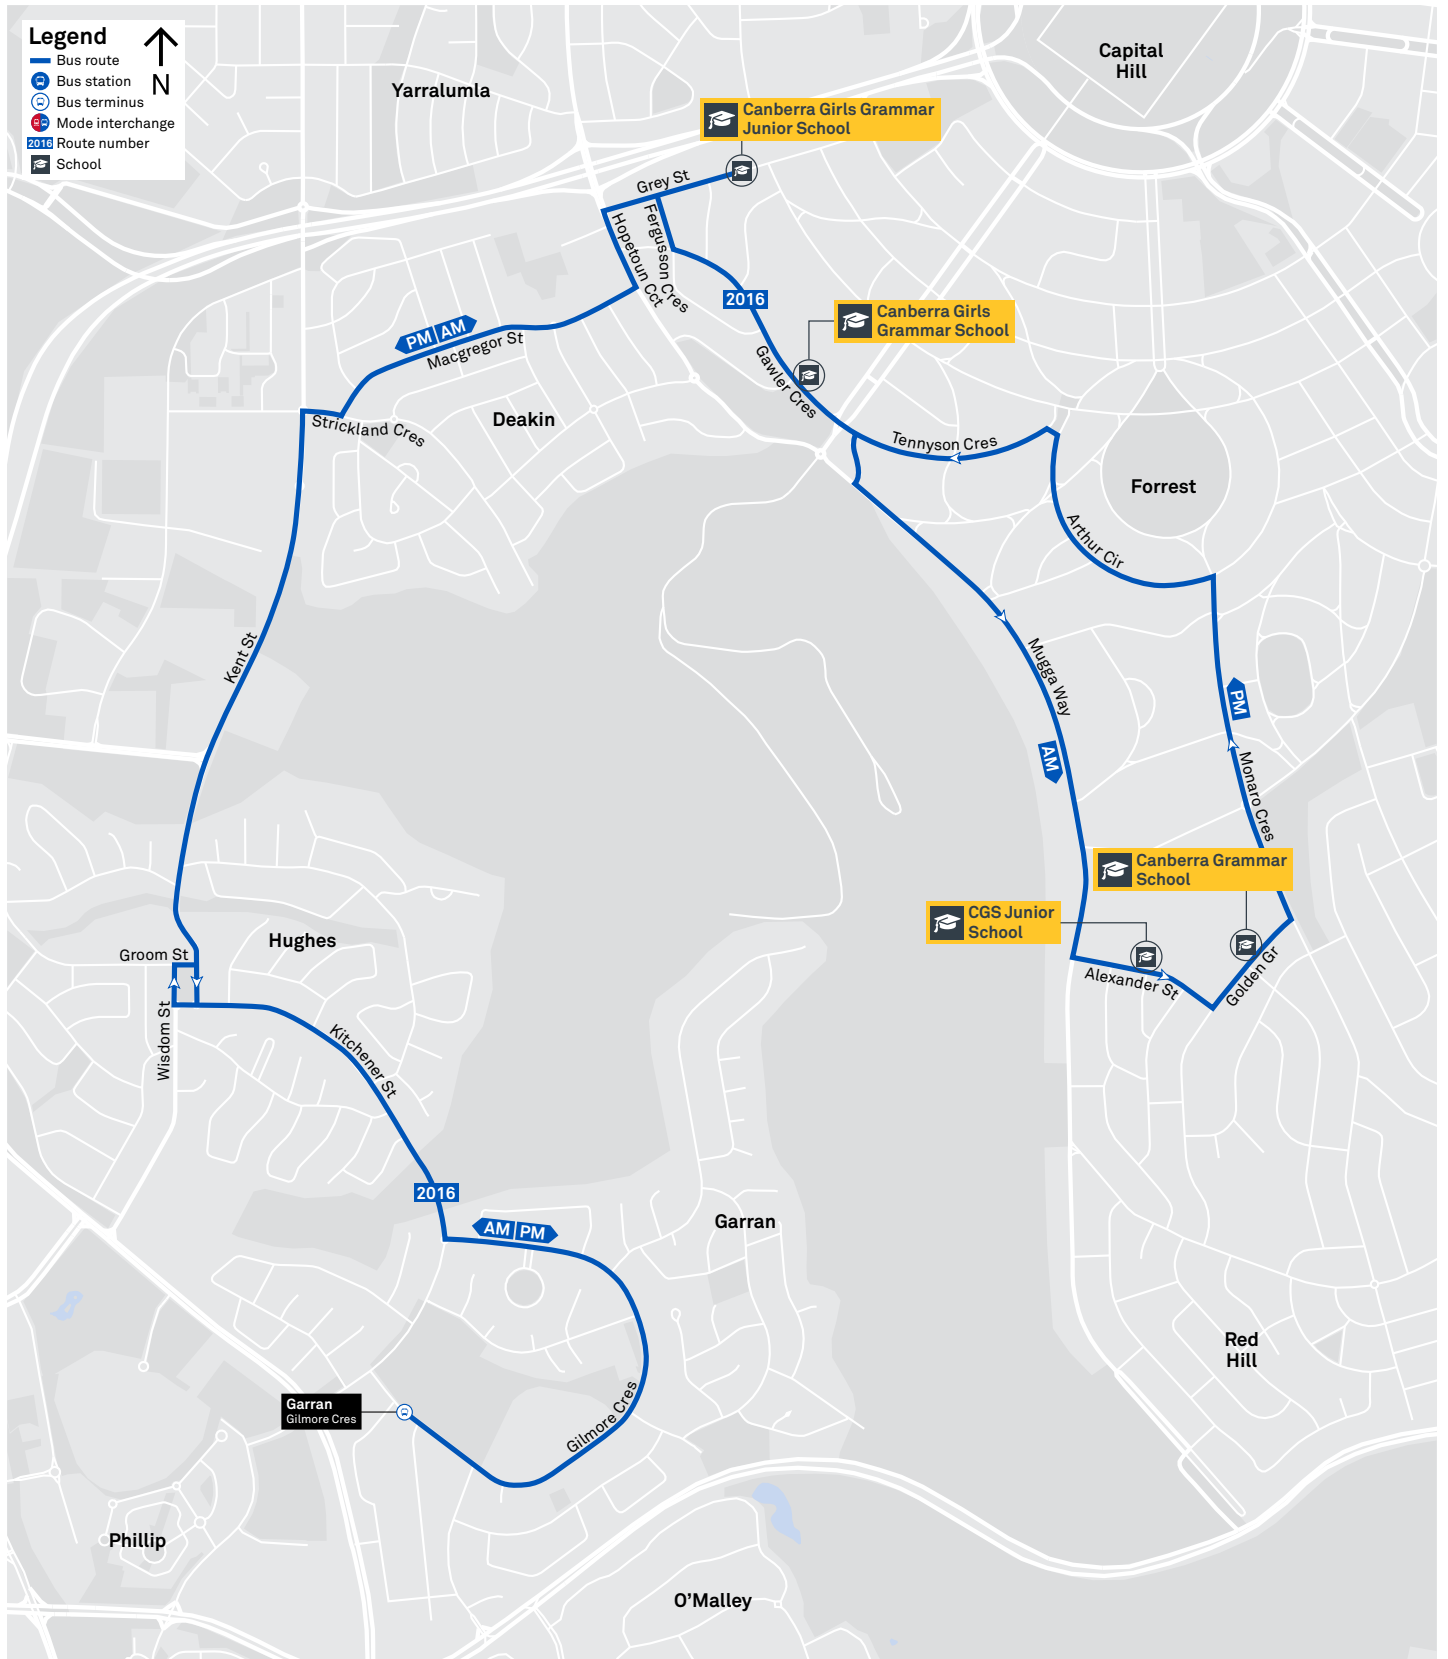 Legend
Bus route
Bus station
Bus terminus
Mode interchange
2016 Route number
School
N
Yarralumla
Capital
Hill
Canberra Girls Grammar
Junior School
Grey St
Hopetoun Cct
Fergusson Cres
2016
Canberra Girls
Grammar School
PM AM
Macgregor St
Gawler Cres
Strickland Cres
Deakin
Tennyson Cres
Forrest
Arthur Cir
Kent St
Mugga Way
PM
AM
Monaro Cres
Canberra Grammar
School
CGS Junior
School
Hughes
Groom St
Alexander St
Golden Gr
Wisdom St
Kitchener St
2016
AM PM
Garran
Red
Hill
Garran
Gilmore Cres
Gilmore Cres
Phillip
O'Malley